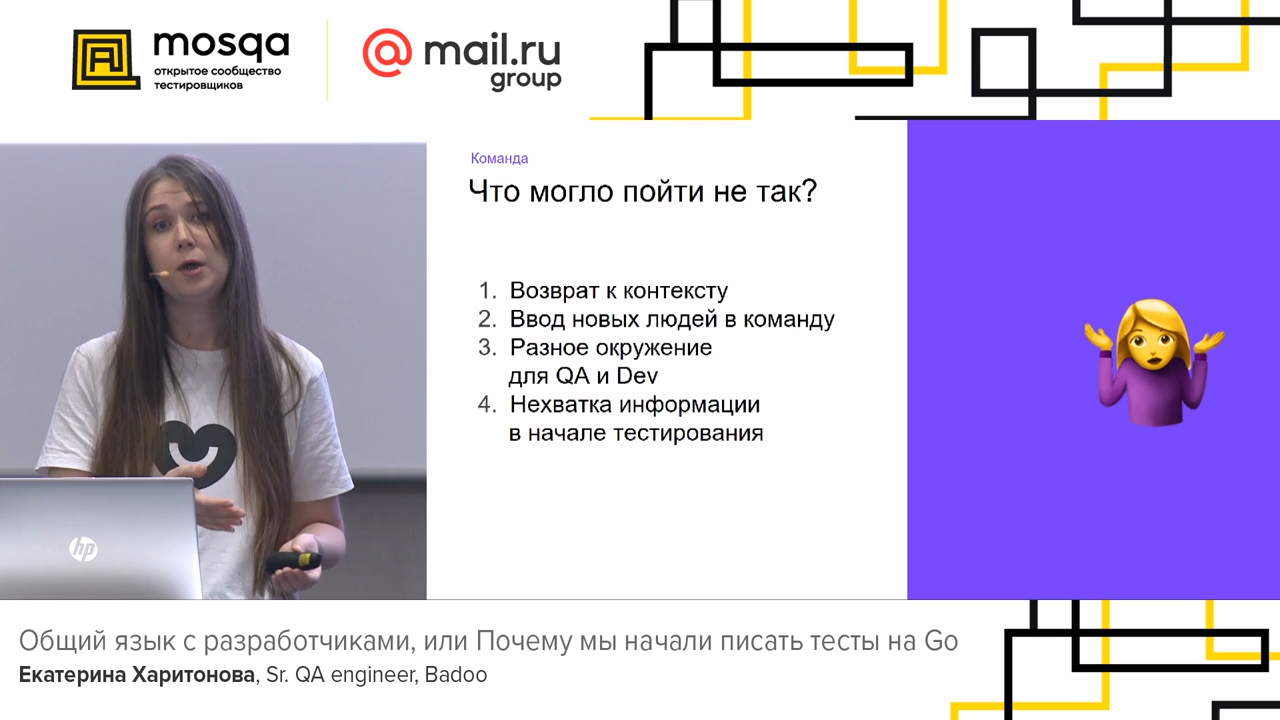 mosqa
открытое сообщество
тестировщиков
@mail.ru
group
Команда
Что могло пойти не так?
1. Возврат к контексту
2. Ввод новых людей в команду
3. Разное окружение
для QA и Dev
4. Нехватка информации
в начале тестирования
hp
Общий язык с разработчиками, или Почему мы начали писать тесты на Go
Екатерина Харитонова, Sr. QA engineer, Badoo